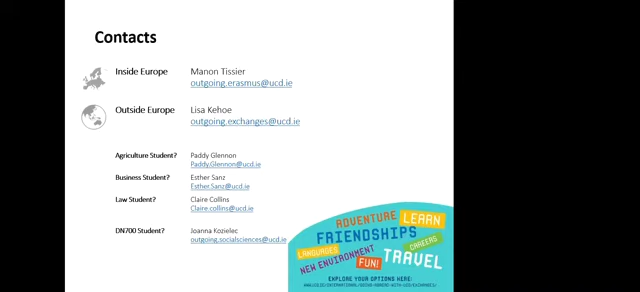 Contacts
Inside Europe Manon Tissier
outgoing.erasmus@ucd.ie
Outside Europe Lisa Kehoe
outgoing.exchanges@ucd.ie
Agriculture Student? Paddy Glennon
Paddy.Glennon@ucd.ie
Business Student? Esther Sanz
Esther.Sanz@ucd.ie
Law Student? Claire Collins
Claire.collins@ucd.ie
DN700 Student? Joanna Kozielec
outgoing.socialsciences@ucd.ie
ADVENTURE LEARN
FRIENDSHIPS
LANGUAGES CAREERS
NEW ENVIRONMENT FUN! TRAVEL
EXPLORE YOUR OPTIONS HERE: